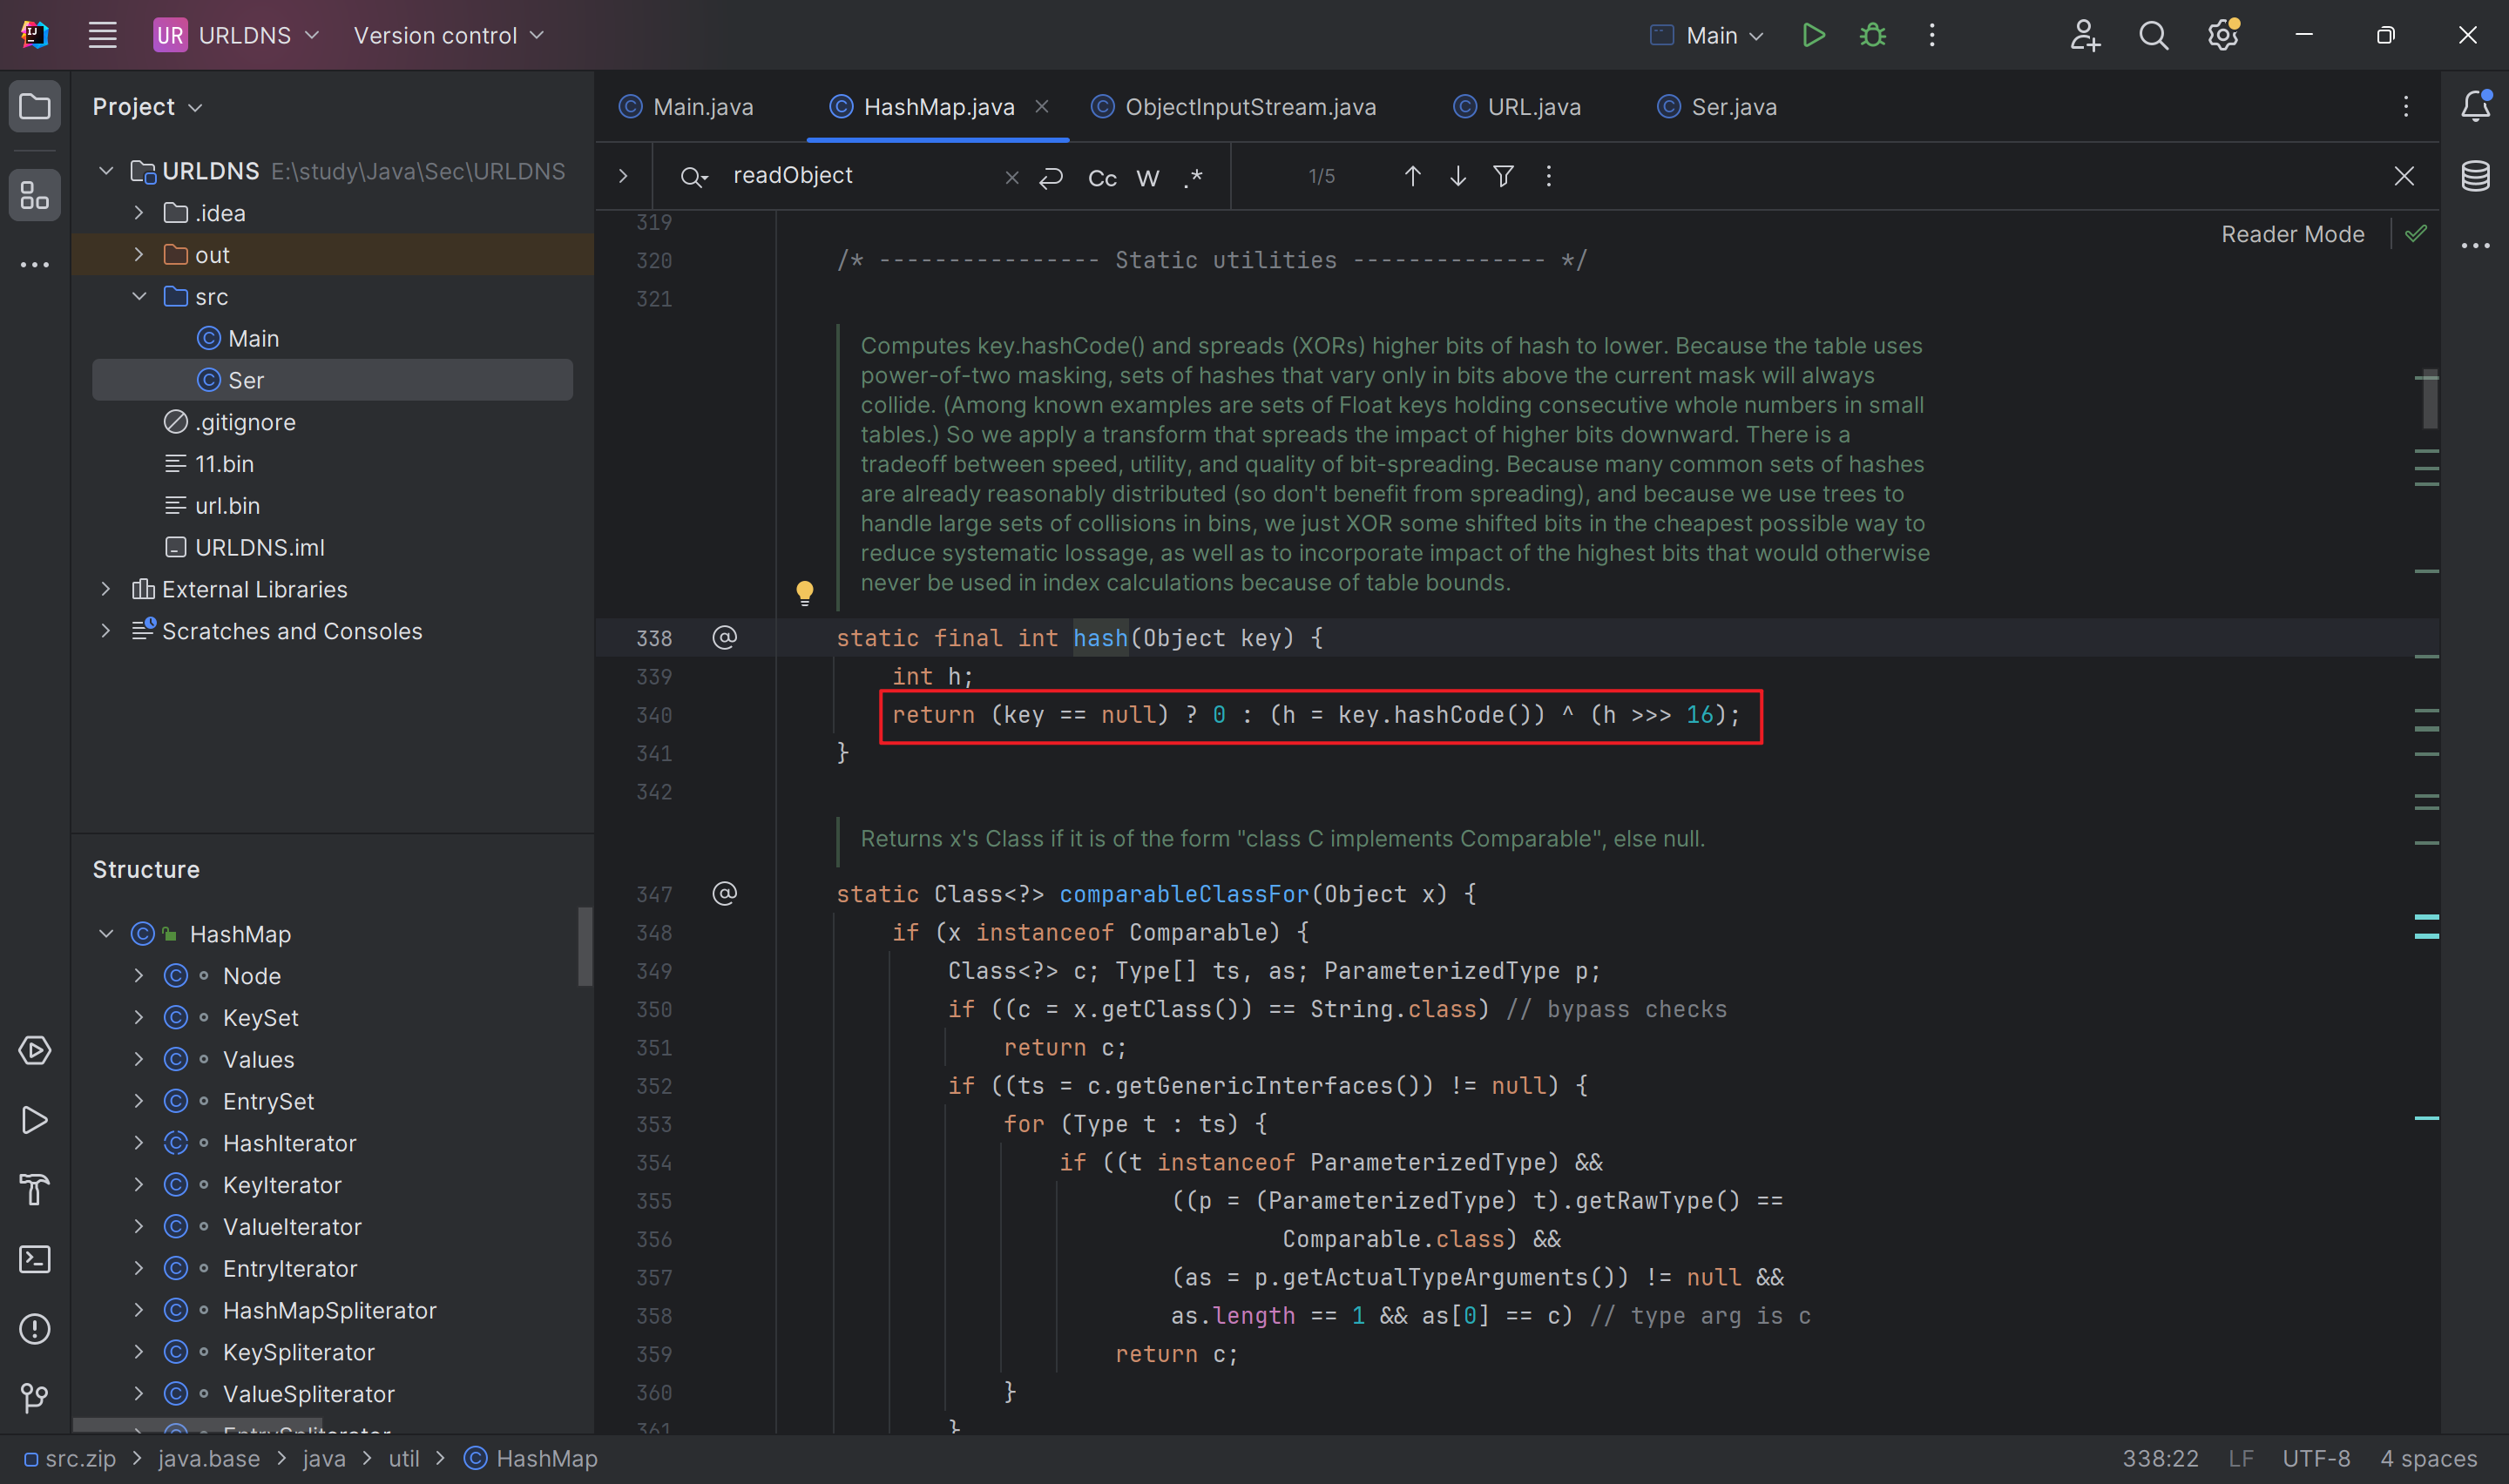 UR URLDNS Version control Main
Project
URLDNS E:\study\Java\Sec\URLDNS
.idea
out
src
Main
Ser
.gitignore
11.bin
url.bin
URLDNS.iml
External Libraries
Scratches and Consoles
Structure
HashMap
Node
KeySet
Values
EntrySet
HashIterator
KeyIterator
ValueIterator
EntryIterator
HashMapSpliterator
KeySpliterator
ValueSpliterator
EntrySpliterator
Main.java HashMap.java ObjectInputStream.java URL.java Ser.java
readObject Cc W .* 1/5
Reader Mode
319
320 /* ---------------- Static utilities -------------- */
321
Computes key.hashCode() and spreads (XORs) higher bits of hash to lower. Because the table uses
power-of-two masking, sets of hashes that vary only in bits above the current mask will always
collide. (Among known examples are sets of Float keys holding consecutive whole numbers in small
tables.) So we apply a transform that spreads the impact of higher bits downward. There is a
tradeoff between speed, utility, and quality of bit-spreading. Because many common sets of hashes
are already reasonably distributed (so don't benefit from spreading), and because we use trees to
handle large sets of collisions in bins, we just XOR some shifted bits in the cheapest possible way to
reduce systematic lossage, as well as to incorporate impact of the highest bits that would otherwise
never be used in index calculations because of table bounds.
338 @ static final int hash(Object key) {
339 int h;
340 return (key == null) ? 0 : (h = key.hashCode()) ^ (h >>> 16);
341 }
342
Returns x's Class if it is of the form "class C implements Comparable", else null.
347 @ static Class<?> comparableClassFor(Object x) {
348 if (x instanceof Comparable) {
349 Class<?> c; Type[] ts, as; ParameterizedType p;
350 if ((c = x.getClass()) == String.class) // bypass checks
351 return c;
352 if ((ts = c.getGenericInterfaces()) != null) {
353 for (Type t : ts) {
354 if ((t instanceof ParameterizedType) &&
355 ((p = (ParameterizedType) t).getRawType() ==
356 Comparable.class) &&
357 (as = p.getActualTypeArguments()) != null &&
358 as.length == 1 && as[0] == c) // type arg is c
359 return c;
360 }
361 }
src.zip > java.base > java > util > HashMap 338:22 LF UTF-8 4 spaces